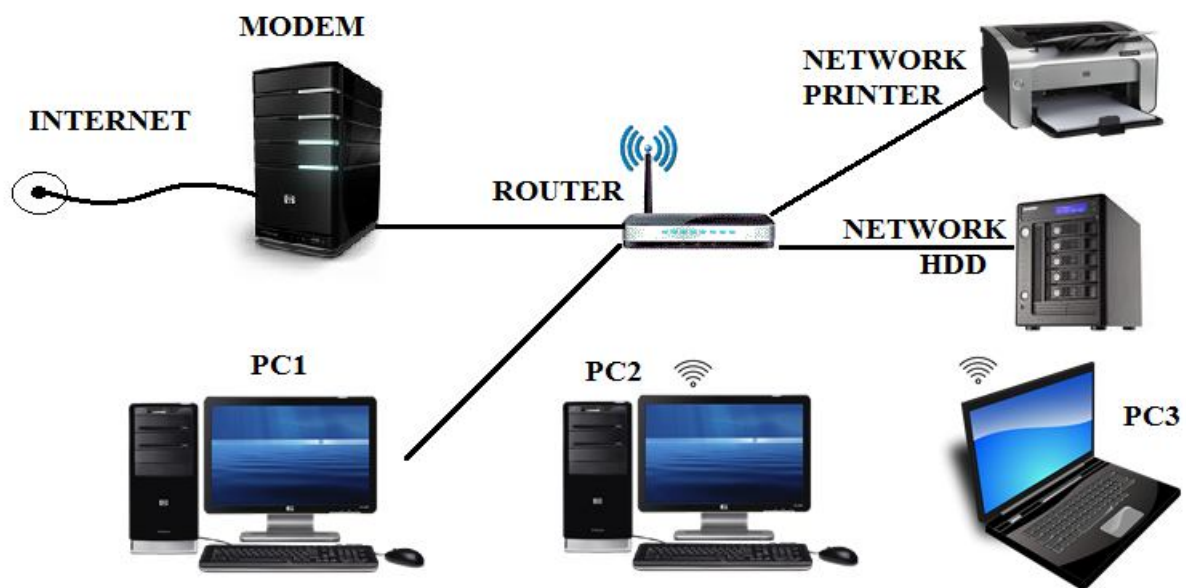 MODEM
INTERNET
ROUTER
NETWORK
PRINTER
NETWORK
HDD
PC1
PC2
PC3